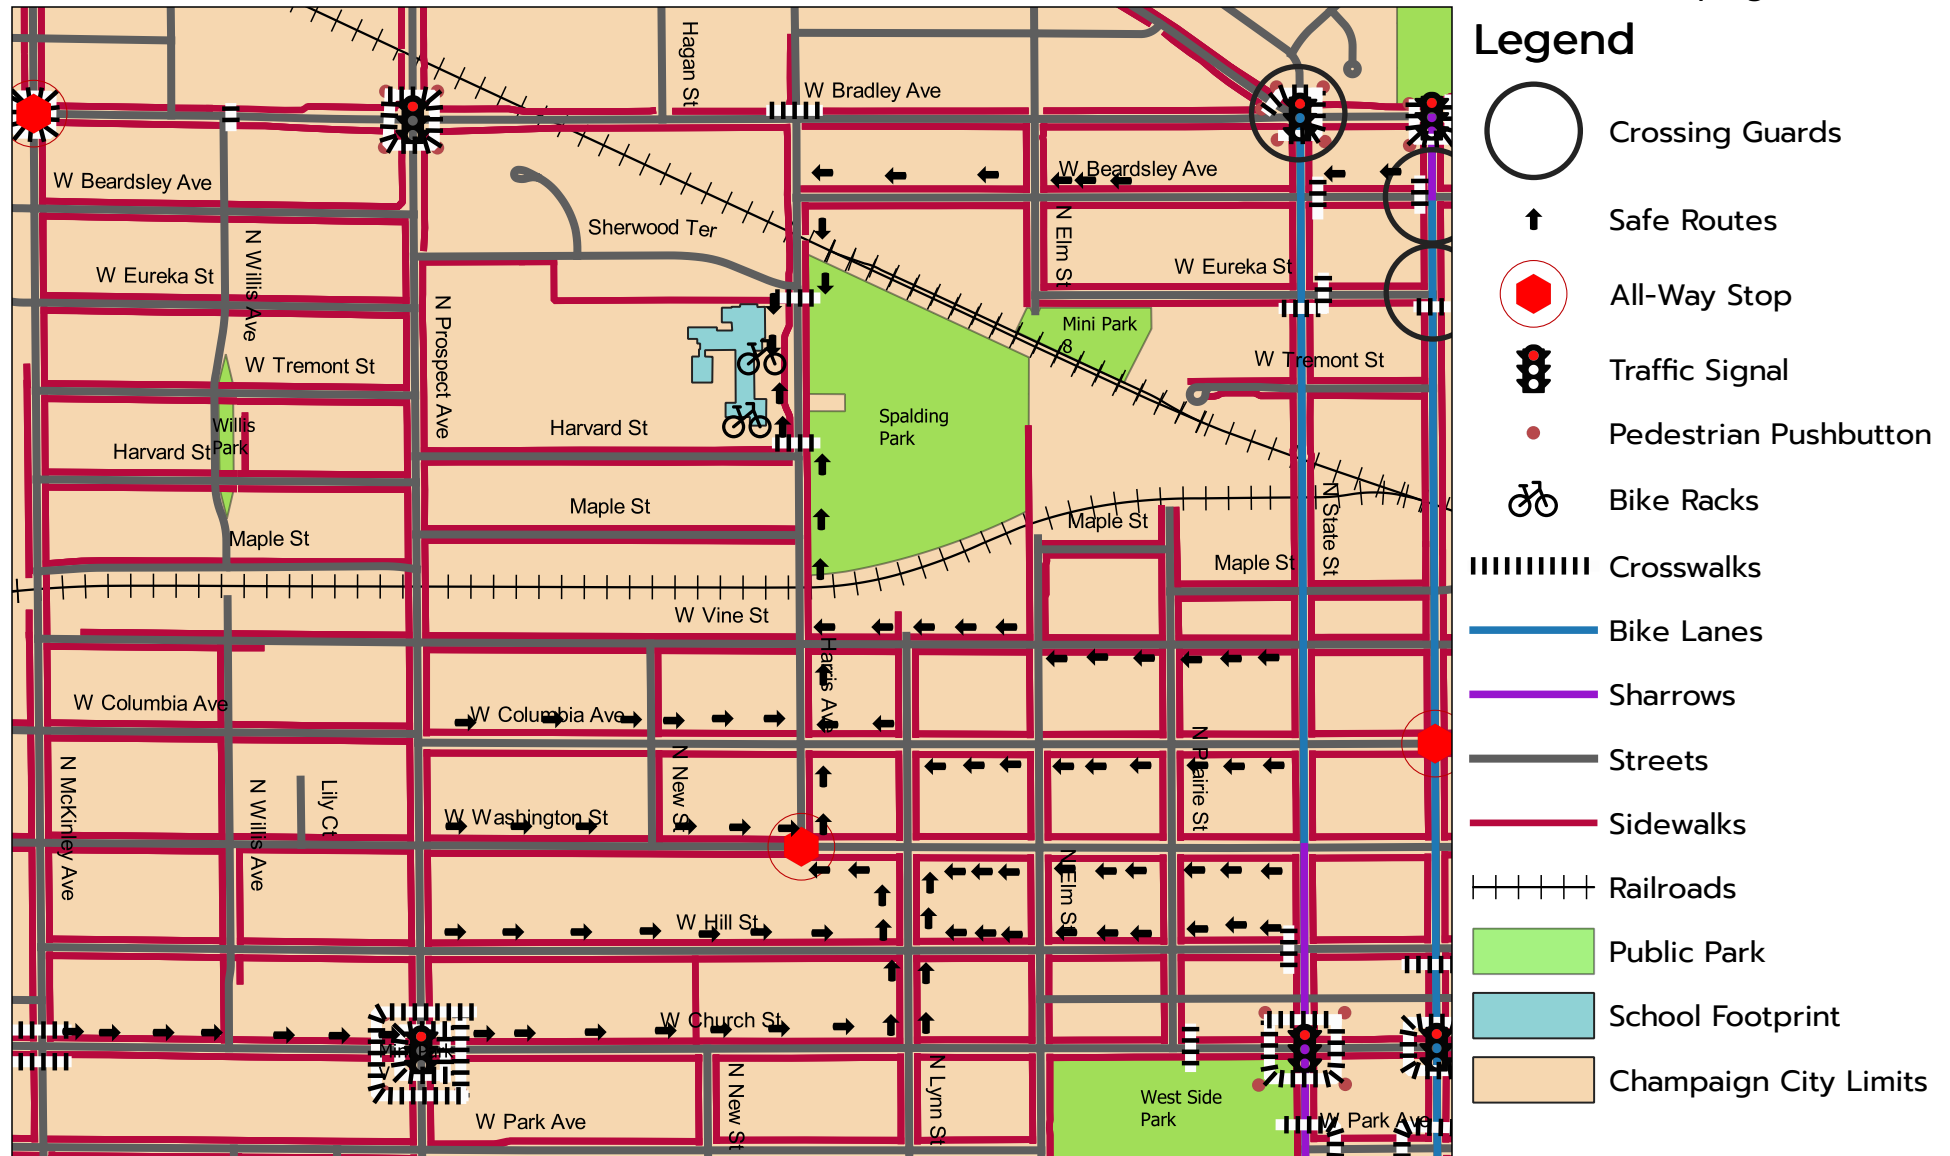 Legend
Crossing Guards
Safe Routes
All-Way Stop
Traffic Signal
Pedestrian Pushbutton
Bike Racks
Crosswalks
Bike Lanes
Sharrows
Streets
Sidewalks
Railroads
Public Park
School Footprint
Champaign City Limits
Hagan St
W Bradley Ave
W Beardsley Ave
W Beardsley Ave
Sherwood Ter
N Willis Ave
N Elm St
W Eureka St
W Eureka St
N Prospect Ave
Mini Park
8
W Tremont St
W Tremont St
Willis
Park
Spalding
Park
Harvard St
Harvard St
Maple St
Maple St
Maple St
Maple St
N State St
W Vine St
Harris Ave
W Columbia Ave
W Columbia Ave
N McKinley Ave
N Willis Ave
Lily Ct
N New St
N Prairie St
W Washington St
N Elm St
W Hill St
W Church St
N New St
N Lynn St
West Side
Park
W Park Ave
W Park Ave